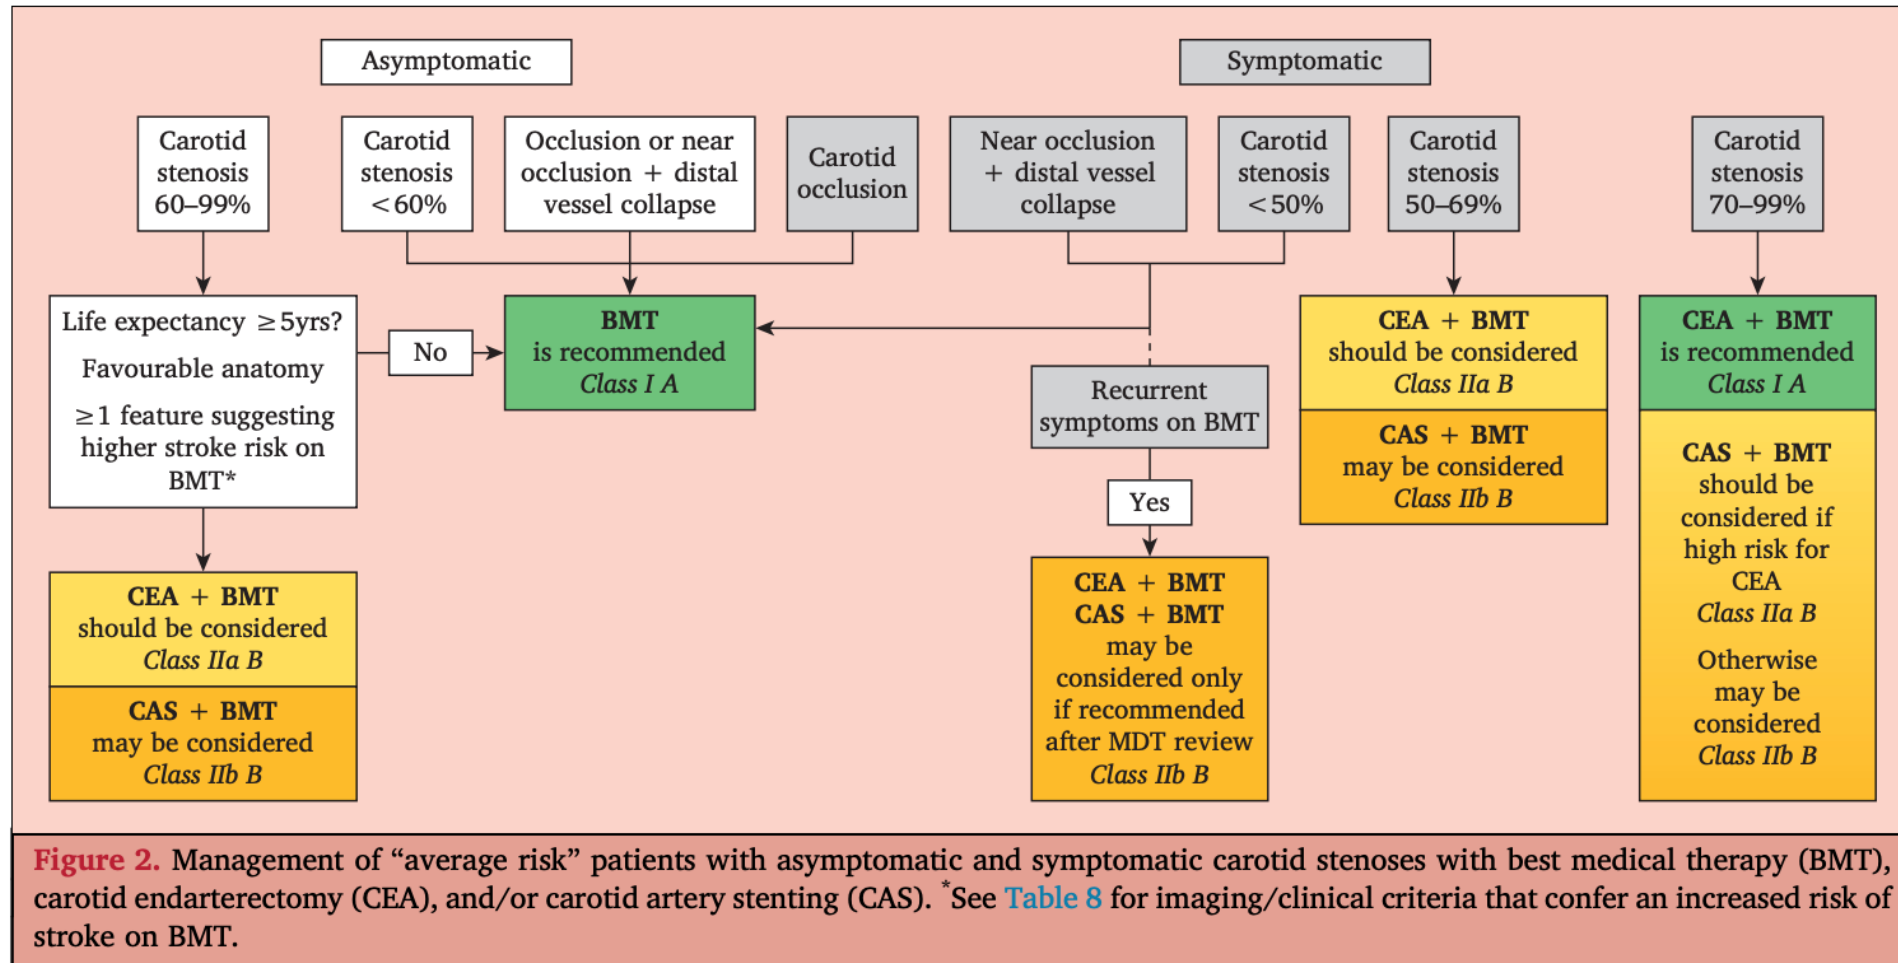 Asymptomatic
Symptomatic
Carotid
stenosis
60–99%
Carotid
stenosis
<60%
Occlusion or near
occlusion + distal
vessel collapse
Carotid
occlusion
Near occlusion
+ distal vessel
collapse
Carotid
stenosis
<50%
Carotid
stenosis
50–69%
Carotid
stenosis
70–99%
Life expectancy ≥5yrs?
Favourable anatomy
≥1 feature suggesting
higher stroke risk on
BMT*
No
BMT
is recommended
Class I A
Recurrent
symptoms on BMT
Yes
CEA + BMT
should be considered
Class IIa B
CAS + BMT
may be considered
Class IIb B
CEA + BMT
is recommended
Class I A
CAS + BMT
should be
considered if
high risk for
CEA
Class IIa B
Otherwise
may be
considered
Class IIb B
CEA + BMT
should be considered
Class IIa B
CAS + BMT
may be considered
Class IIb B
CEA + BMT
CAS + BMT
may be
considered only
if recommended
after MDT review
Class IIb B
Figure 2. Management of “average risk” patients with asymptomatic and symptomatic carotid stenoses with best medical therapy (BMT),
carotid endarterectomy (CEA), and/or carotid artery stenting (CAS). *See Table 8 for imaging/clinical criteria that confer an increased risk of
stroke on BMT.